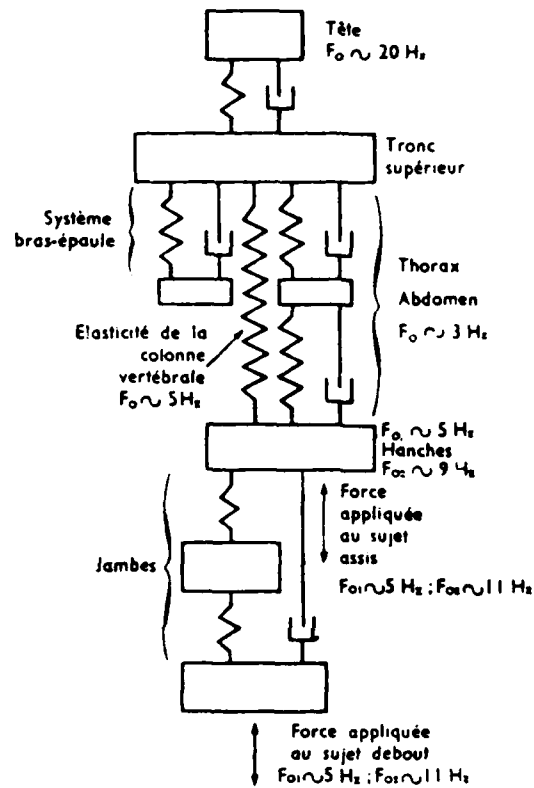 Tête
F₀ ~ 20 Hz
Tronc
supérieur
Système
bras-épaule
Thorax
Abdomen
F₀ ~ 3 Hz
Elasticité de la
colonne
vertébrale
F₀ ~ 5 Hz
F₀₁ ~ 5 Hz
Hanches
F₀₂ ~ 9 Hz
Force
appliquée
au sujet
assis
F₀₁ ~ 5 Hz ; F₀₂ ~ 11 Hz
Jambes
Force appliquée
au sujet debout
F₀₁ ~ 5 Hz ; F₀₂ ~ 11 Hz